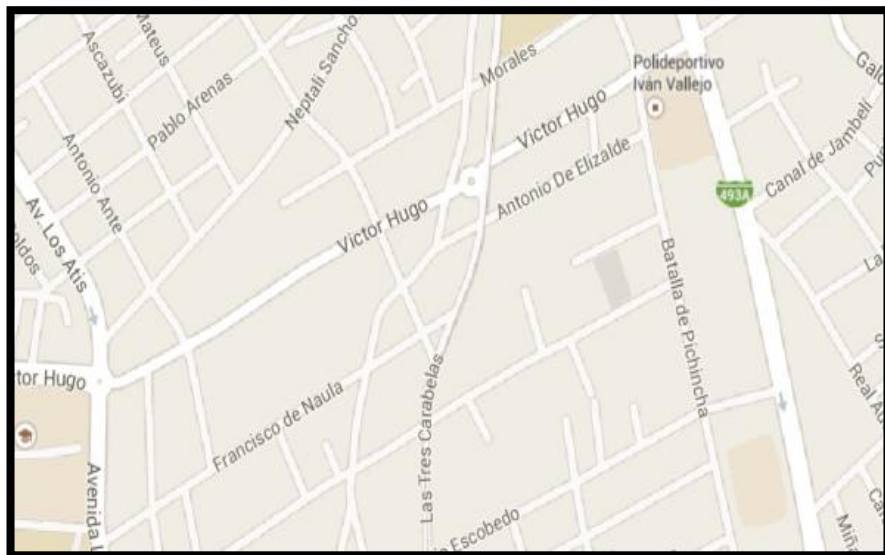 Mateus
Ascazubi
Pablo Arenas
Neptali Sancho
Morales
Polideportivo
Iván Vallejo
Victor Hugo
Antonio De Elizalde
Canal de Jambelí
Antonio Ante
Av. Los Atis
Victor Hugo
493A
Batalla de Pichincha
tor Hugo
Francisco de Naula
Las Tres Carabelas
Avenida L
Escobedo